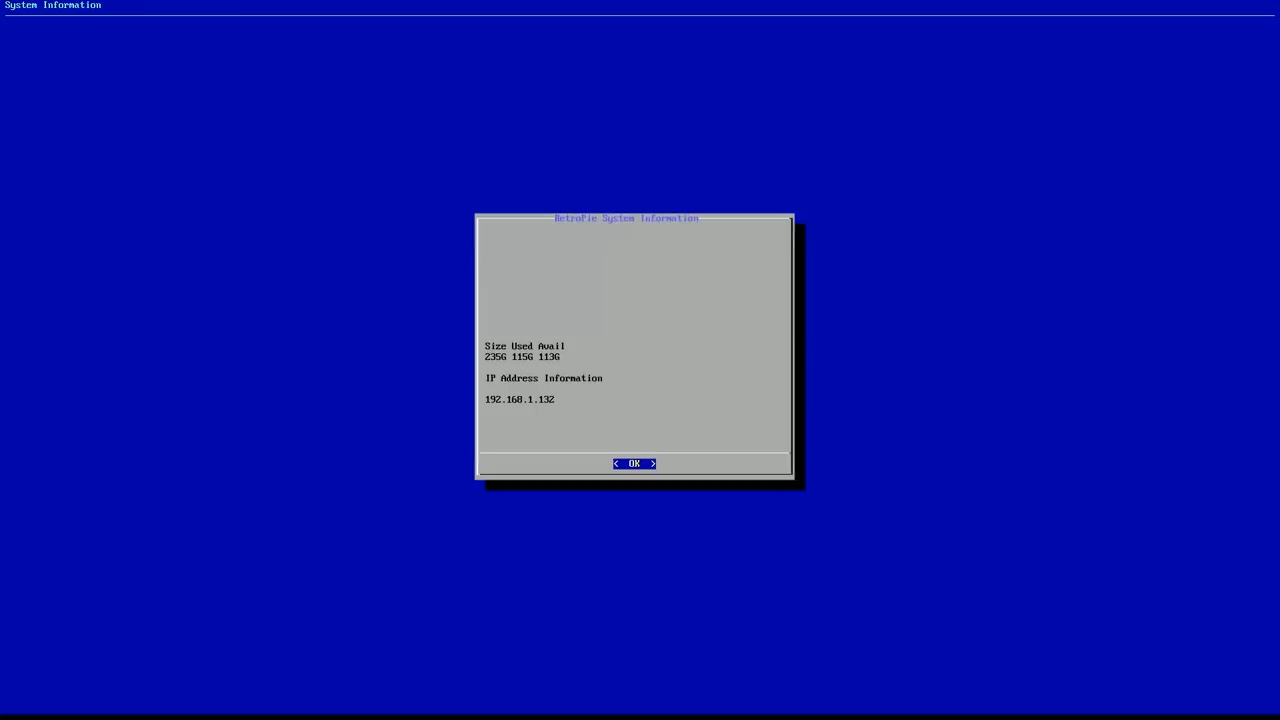 System Information
RetroPie System Information
Size Used Avail
235G 115G 113G
IP Address Information
192.168.1.132
< OK >